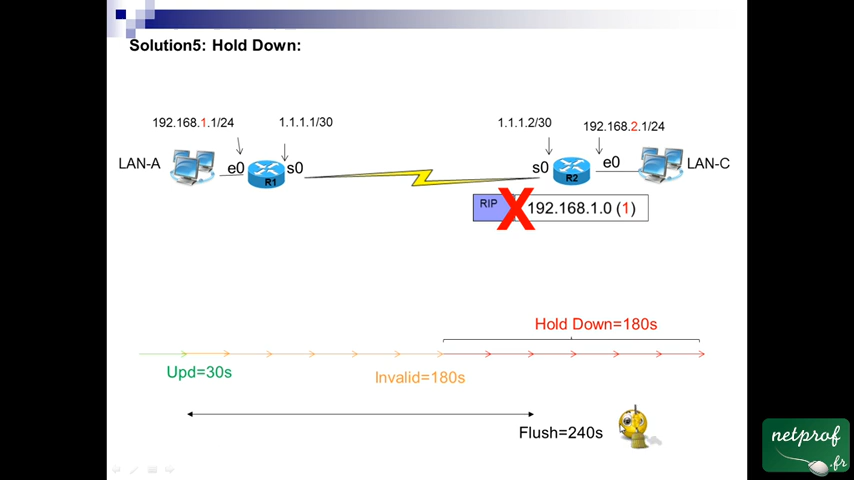 Solution5: Hold Down:
192.168.1.1/24
1.1.1.1/30
1.1.1.2/30
192.168.2.1/24
LAN-A
e0
R1
s0
s0
R2
e0
LAN-C
RIP
X
192.168.1.0 (1)
Hold Down=180s
Upd=30s
Invalid=180s
Flush=240s
netprof
.fr